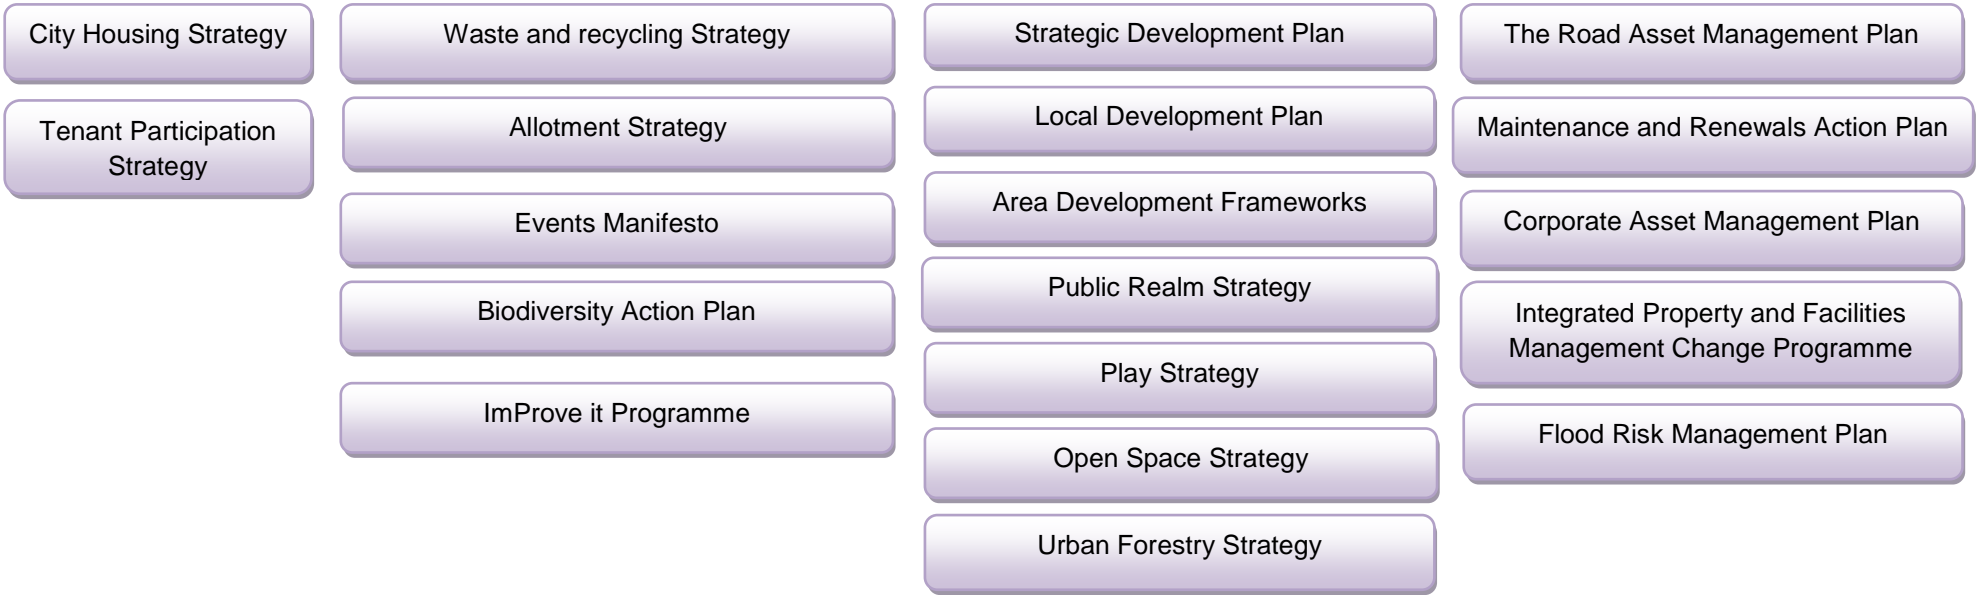 City Housing Strategy
Tenant Participation
Strategy
Waste and recycling Strategy
Allotment Strategy
Events Manifesto
Biodiversity Action Plan
ImProve it Programme
Strategic Development Plan
Local Development Plan
Area Development Frameworks
Public Realm Strategy
Play Strategy
Open Space Strategy
Urban Forestry Strategy
The Road Asset Management Plan
Maintenance and Renewals Action Plan
Corporate Asset Management Plan
Integrated Property and Facilities
Management Change Programme
Flood Risk Management Plan